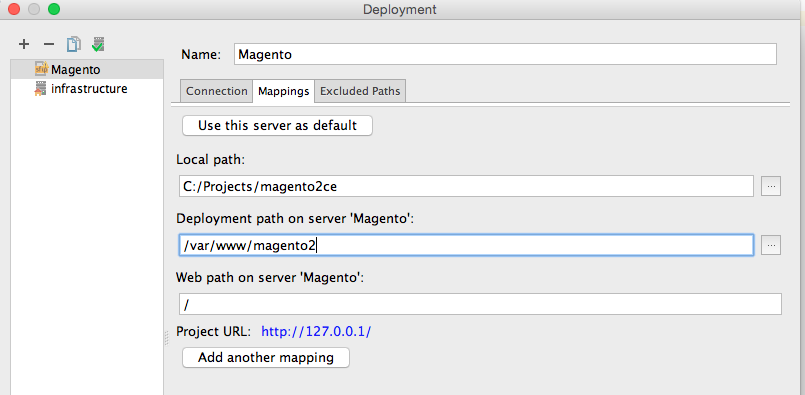 Deployment
Magento
infrastructure
Name: Magento
Connection Mappings Excluded Paths
Use this server as default
Local path:
C:/Projects/magento2ce
...
Deployment path on server 'Magento':
/var/www/magento2
...
Web path on server 'Magento':
/
Project URL: http://127.0.0.1/
Add another mapping